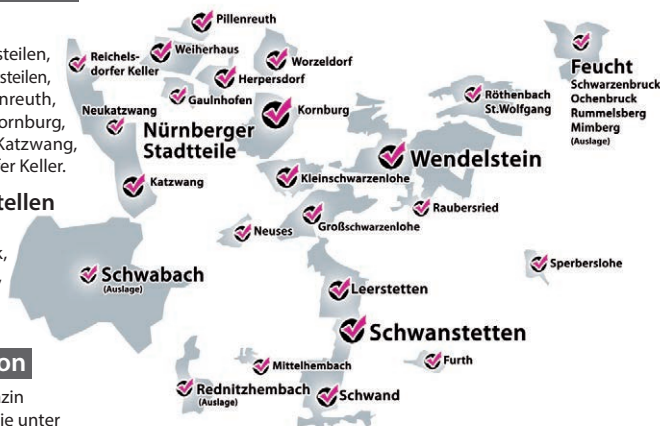 steilen,
steilen,
nreuth,
ornburg,
Katzwang,
fer Keller.
tellen
k,
on
zin
ie unter
Pillenreuth
Reichels-
dorfer Keller
Weiherhaus
Worzeldorf
Herpersdorf
Gaulnhofen
Neukatzwang
Kornburg
Nürnberger
Stadtteile
Katzwang
Feucht
Schwarzenbruck
Ochenbruck
Rummelsberg
Mimberg
(Auslage)
Röthenbach
St.Wolfgang
Wendelstein
Kleinschwarzenlohe
Raubersried
Großschwarzenlohe
Neuses
Schwabach
(Auslage)
Sperberslohe
Leerstetten
Schwanstetten
Mittelhembach
Furth
Rednitzhembach
(Auslage)
Schwand